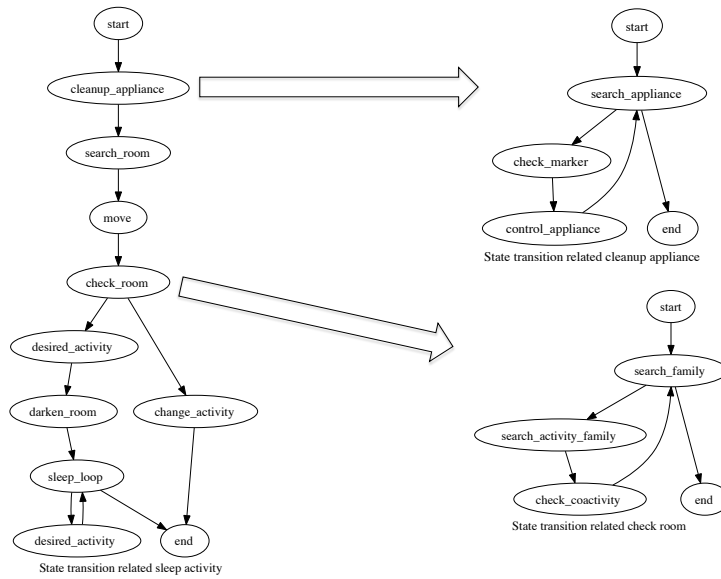 start
cleanup_appliance
search_room
move
check_room
desired_activity
darken_room
change_activity
sleep_loop
desired_activity
end
State transition related sleep activity
start
search_appliance
check_marker
control_appliance
end
State transition related cleanup appliance
start
search_family
search_activity_family
check_coactivity
end
State transition related check room